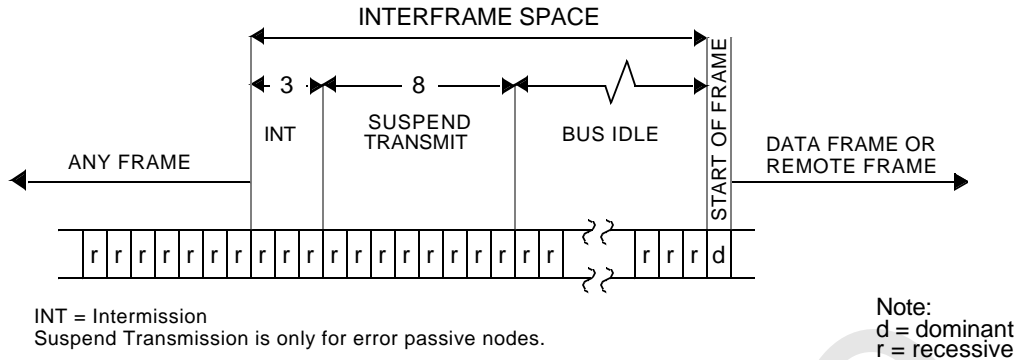 INTERFRAME SPACE
3
8
INT
SUSPEND
TRANSMIT
BUS IDLE
START OF FRAME
ANY FRAME
DATA FRAME OR
REMOTE FRAME
r r r r r r r r r r r r r r r r r r r r r r r d
INT = Intermission
Suspend Transmission is only for error passive nodes.
Note:
d = dominant
r = recessive